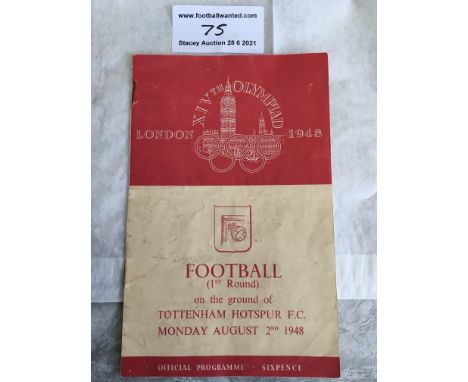 www.footballwanted.com
75
Stacey Auction 28 6 2021
XIVTH OLYMPIAD
LONDON 1948
FOOTBALL
(1ST Round)
on the ground of
TOTTENHAM HOTSPUR F.C.
MONDAY AUGUST 2ND 1948
OFFICIAL PROGRAMME · SIXPENCE